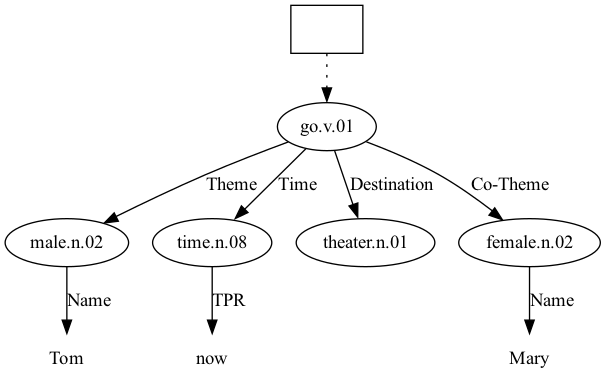 go.v.01
Theme Time Destination Co-Theme
male.n.02 time.n.08 theater.n.01 female.n.02
Name TPR Name
Tom now Mary